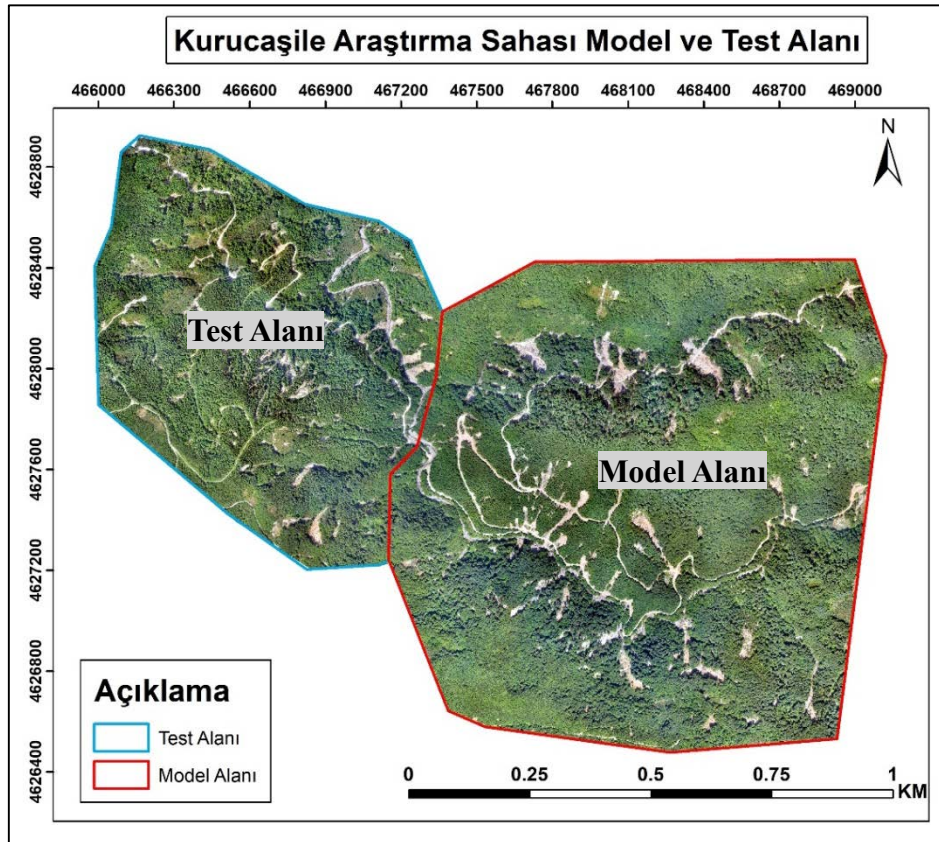 Kurucaşile Araştırma Sahası Model ve Test Alanı
466000 466300 466600 466900 467200 467500 467800 468100 468400 468700 469000
N
4628800
4628400
4628000
4627600
4627200
4626800
4626400
Test Alanı
Model Alanı
Açıklama
Test Alanı
Model Alanı
0 0.25 0.5 0.75 1
KM